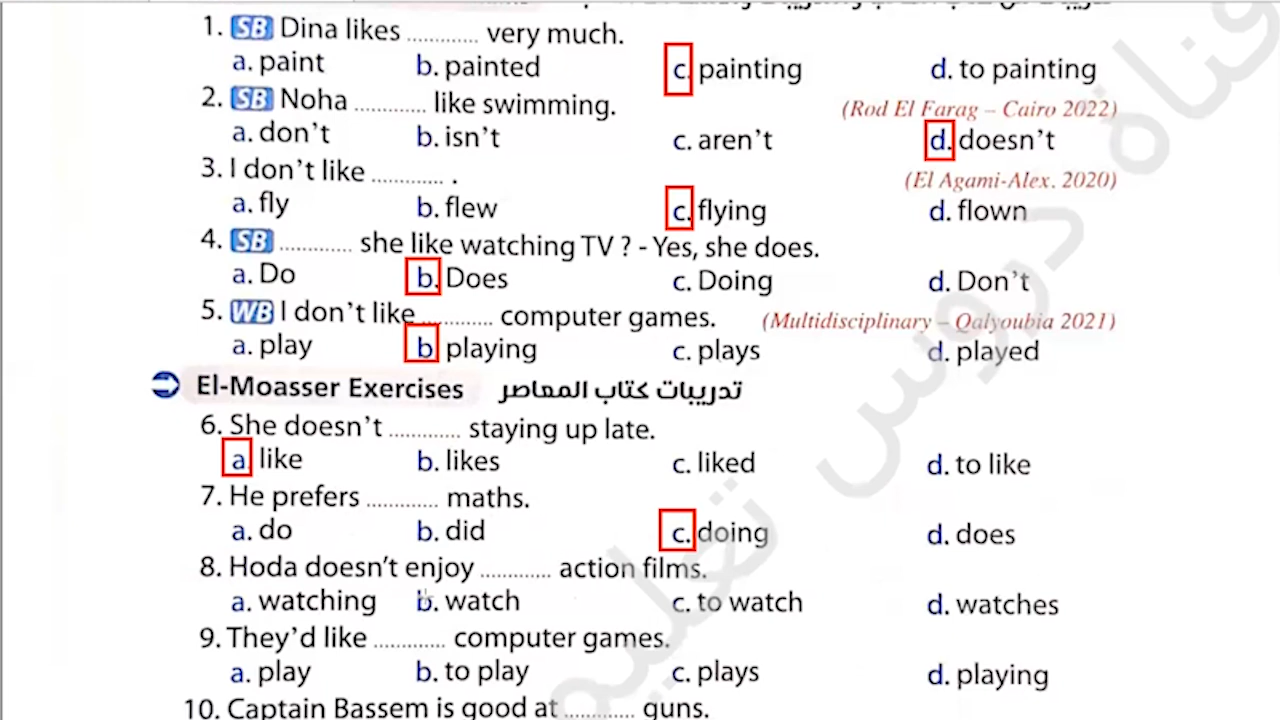 1. SB Dina likes ............ very much.
a. paint b. painted c. painting d. to painting
2. SB Noha ............ like swimming. (Rod El Farag – Cairo 2022)
a. don't b. isn't c. aren't d. doesn't
3. I don't like ............ . (El Agami-Alex. 2020)
a. fly b. flew c. flying d. flown
4. SB ............ she like watching TV ? - Yes, she does.
a. Do b. Does c. Doing d. Don't
5. WB I don't like ............ computer games. (Multidisciplinary – Qalyoubia 2021)
a. play b playing c. plays d. played
El-Moasser Exercises تدريبات كتاب المعاصر
6. She doesn't ............ staying up late.
a like b. likes c. liked d. to like
7. He prefers ............ maths.
a. do b. did c. doing d. does
8. Hoda doesn't enjoy ............ action films.
a. watching b. watch c. to watch d. watches
9. They'd like ............ computer games.
a. play b. to play c. plays d. playing
10. Captain Bassem is good at ............ guns.
قناة دروس تعليم